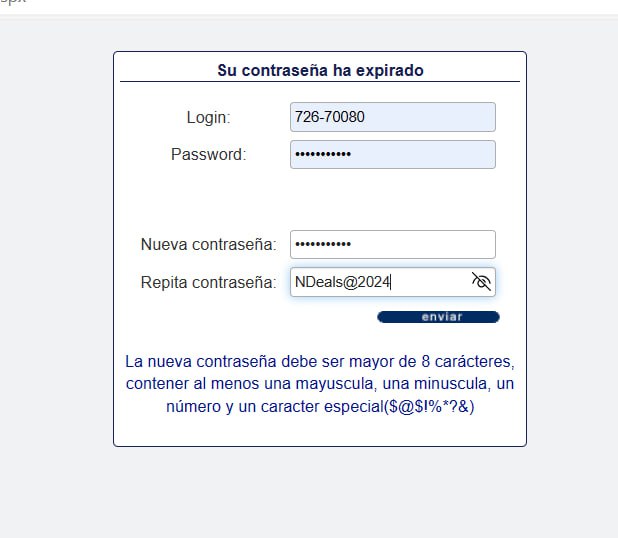 Su contraseña ha expirado
Login: 726-70080
Password: •••••••••••
Nueva contraseña: •••••••••••
Repita contraseña: NDeals@2024
enviar
La nueva contraseña debe ser mayor de 8 carácteres,
contener al menos una mayuscula, una minuscula, un
número y un caracter especial($@$!%*?&)